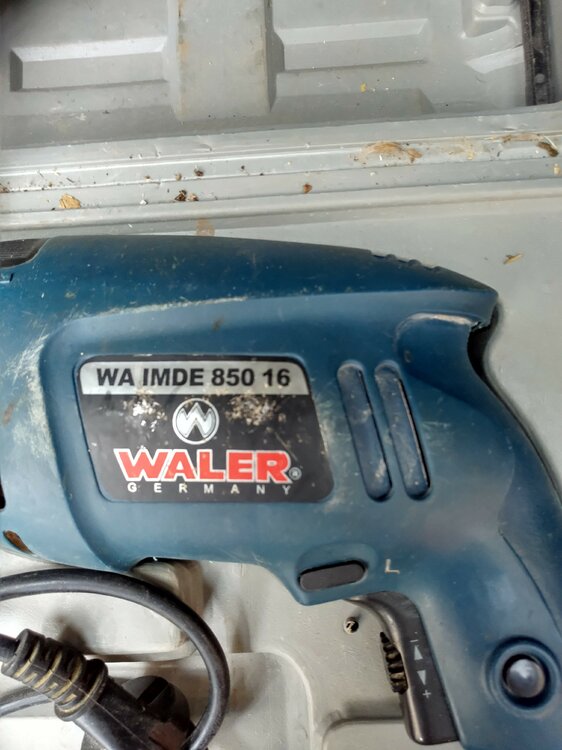 WA IMDE 850 16
W
WALER®
GERMANY
L
- +